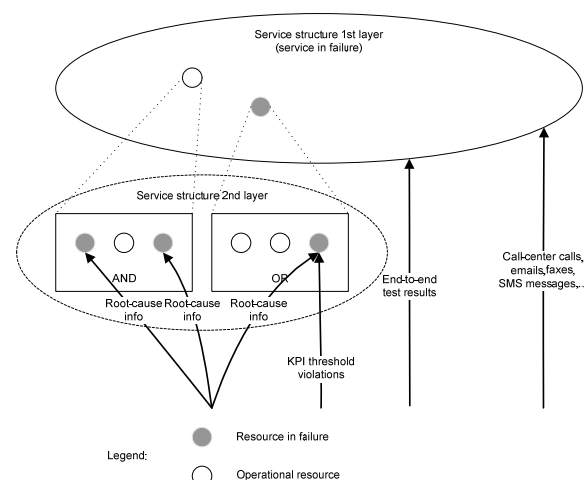 Service structure 1st layer
(service in failure)
Service structure 2nd layer
AND
OR
Root-cause
info
Root-cause
info
Root-cause
info
KPI threshold
violations
End-to-end
test results
Call-center calls,
emails,faxes,
SMS messages,..
Legend:
Resource in failure
Operational resource